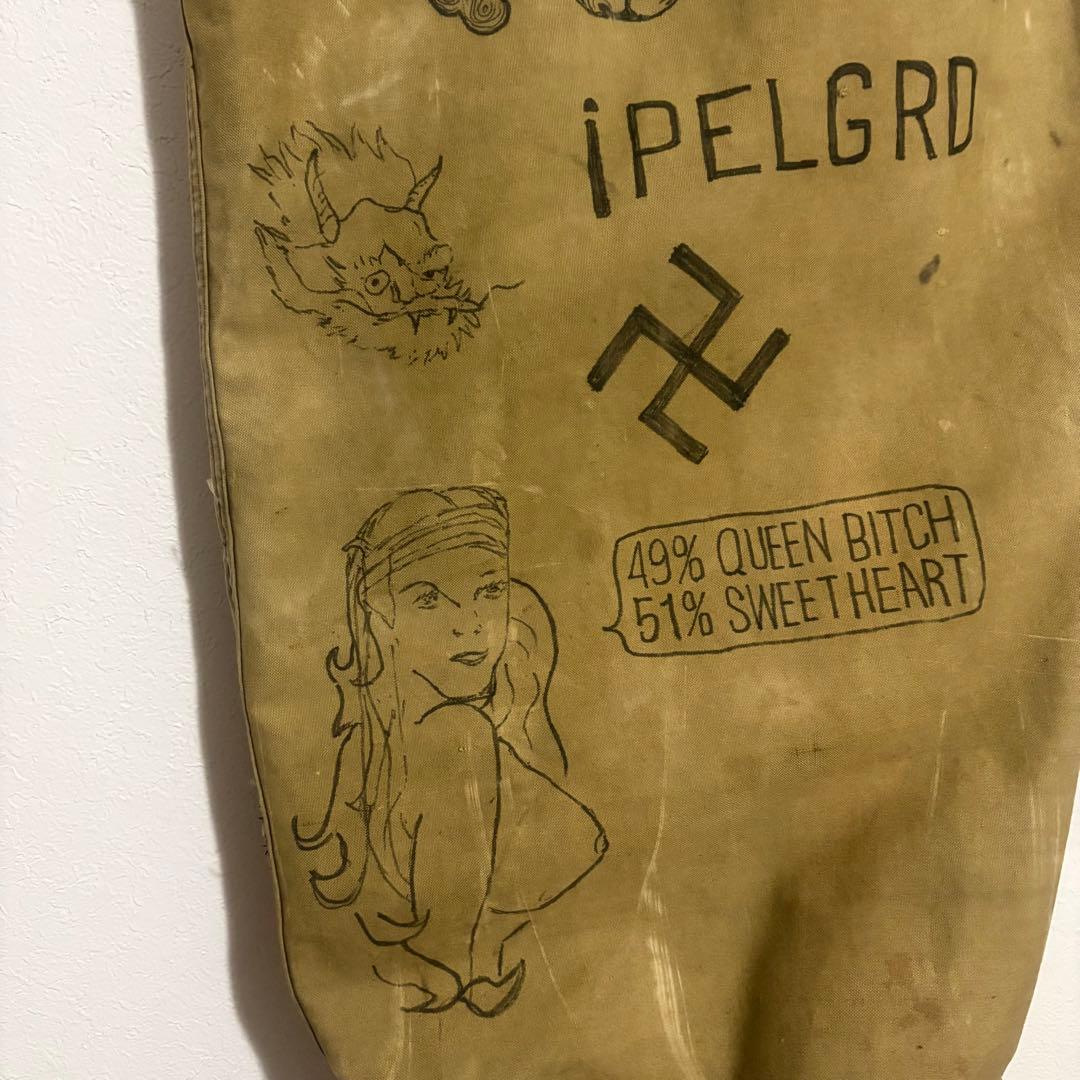 iPELGRD
49% QUEEN BITCH
51% SWEETHEART